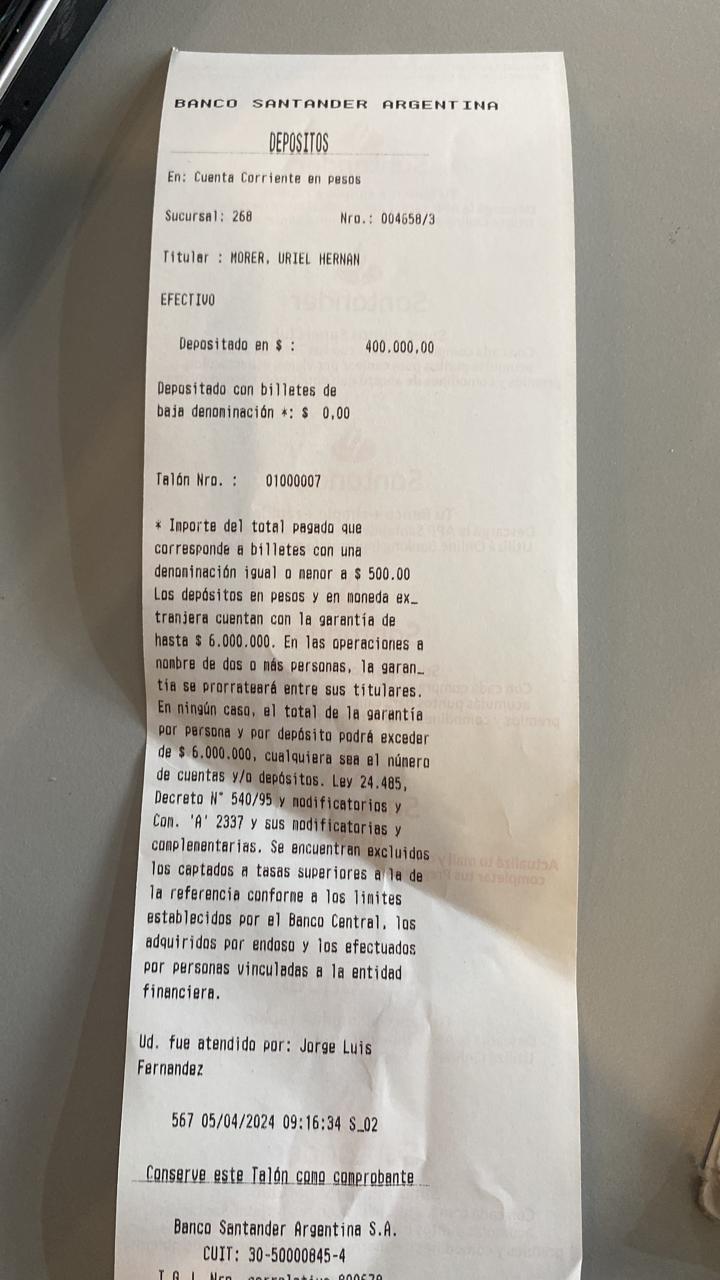 BANCO SANTANDER ARGENTINA
DEPOSITOS
En: Cuenta Corriente en pesos
Sucursal: 268 Nro.: 004658/3
Titular : MORER, URIEL HERNAN
EFECTIVO
Depositado en $ : 400.000,00
Depositado con billetes de
baja denominación *: $ 0,00
Talón Nro. : 01000007
* Importe del total pagado que
corresponde a billetes con una
denominación igual o menor a $ 500.00
Los depósitos en pesos y en moneda ex_
tranjera cuentan con la garantía de
hasta $ 6.000.000. En las operaciones a
nombre de dos o más personas, la garan_
tía se prorrateará entre sus titulares.
En ningún caso, el total de la garantía
por persona y por depósito podrá exceder
de $ 6.000.000, cualquiera sea el número
de cuentas y/o depósitos. Ley 24.485,
Decreto N° 540/95 y modificatorios y
Com. 'A' 2337 y sus modificatorias y
complementarias. Se encuentran excluidos
los captados a tasas superiores a la de
la referencia conforme a los limites
establecidos por el Banco Central, los
adquiridos por endoso y los efectuados
por personas vinculadas a la entidad
financiera.
Ud. fue atendido por: Jorge Luis
Fernandez
567 05/04/2024 09:16:34 S_02
Conserve este Talón como comprobante
Banco Santander Argentina S.A.
CUIT: 30-50000845-4